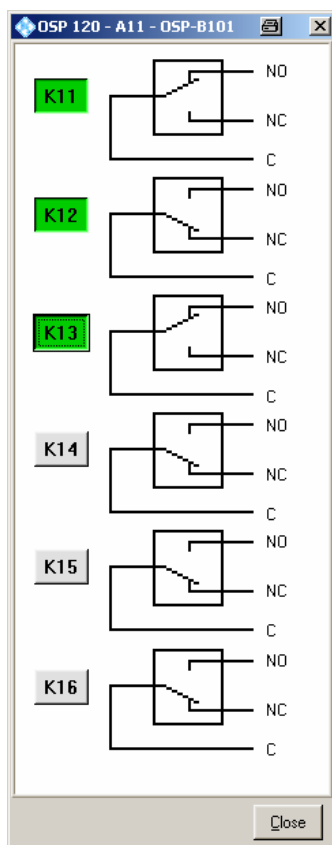 OSP 120 - A11 - OSP-B101
NO
K11
NC
C
NO
K12
NC
C
NO
K13
NC
C
NO
K14
NC
C
NO
K15
NC
C
NO
K16
NC
C
Close